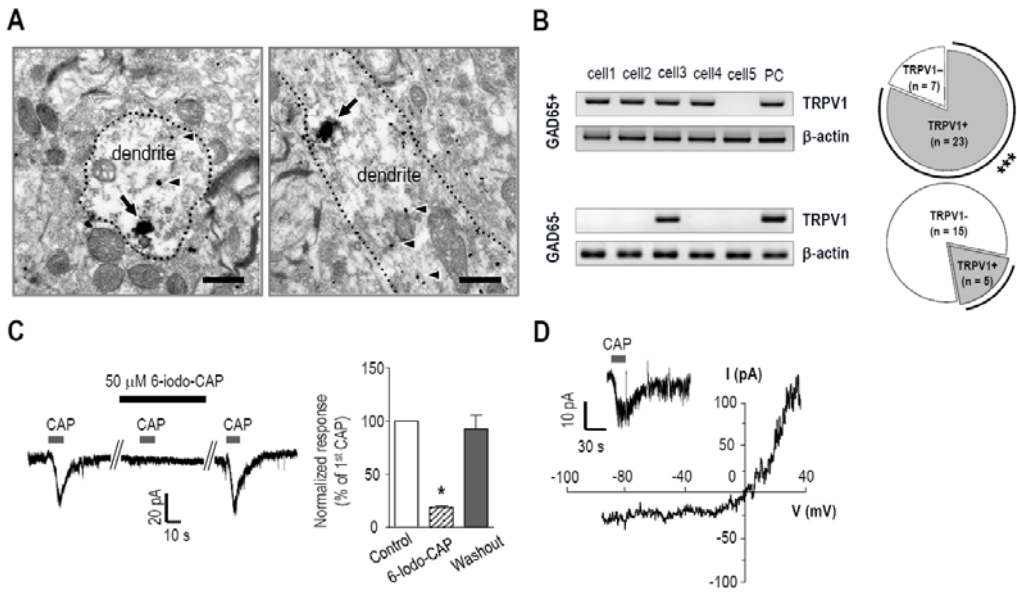 A
dendrite
dendrite
B
cell1 cell2 cell3 cell4 cell5 PC
GAD65+
TRPV1
β-actin
GAD65-
TRPV1
β-actin
TRPV1–
(n = 7)
TRPV1+
(n = 23)
***
TRPV1-
(n = 15)
TRPV1+
(n = 5)
C
50 μM 6-iodo-CAP
CAP CAP CAP
20 pA
10 s
Normalized response
(% of 1st CAP)
150
100
50
0
*
Control
6-Iodo-CAP
Washout
D
CAP
10 pA
30 s
I (pA)
100
50
0
-50
-100
-100 -80 -40 0 40
V (mV)